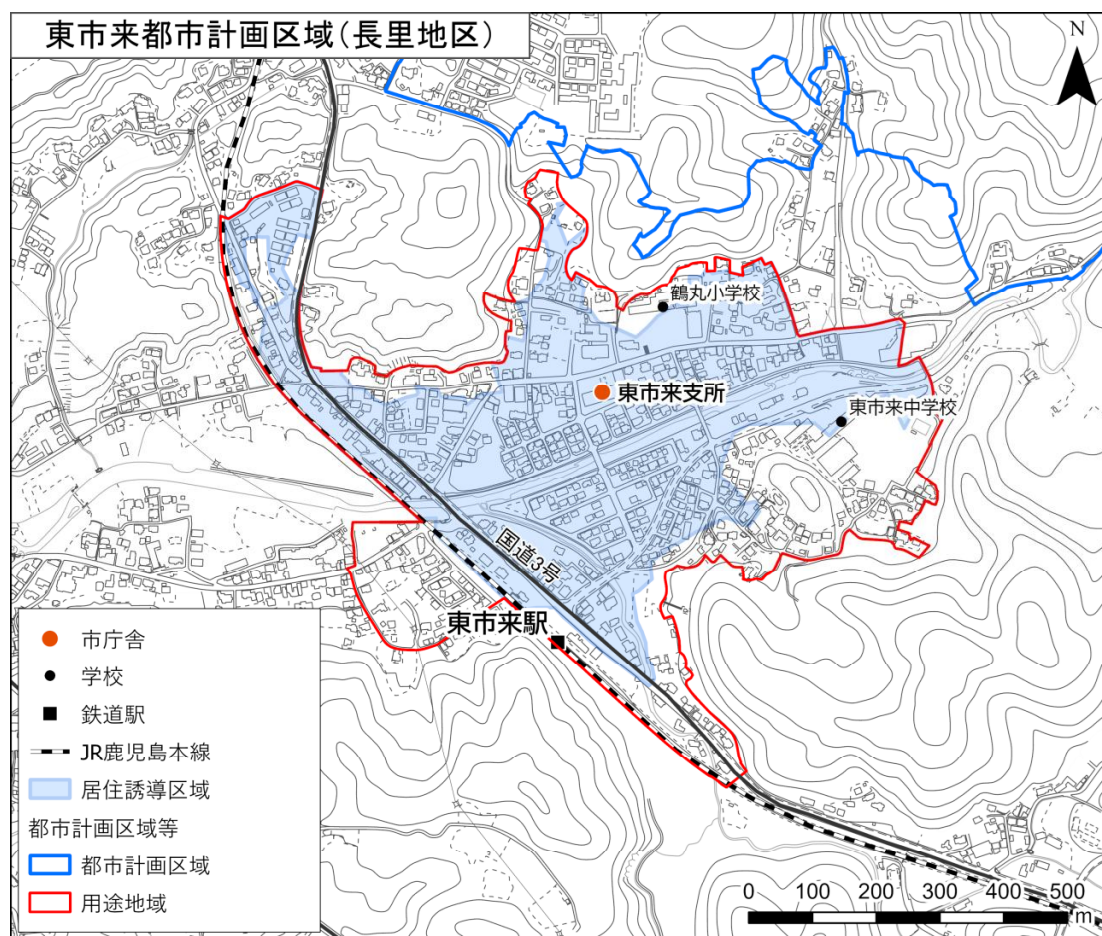 東市来都市計画区域(長里地区)
N
鶴丸小学校
東市来支所
東市来中学校
国道3号
東市来駅
市庁舎
学校
鉄道駅
JR鹿児島本線
居住誘導区域
都市計画区域等
都市計画区域
用途地域
0 100 200 300 400 500
m